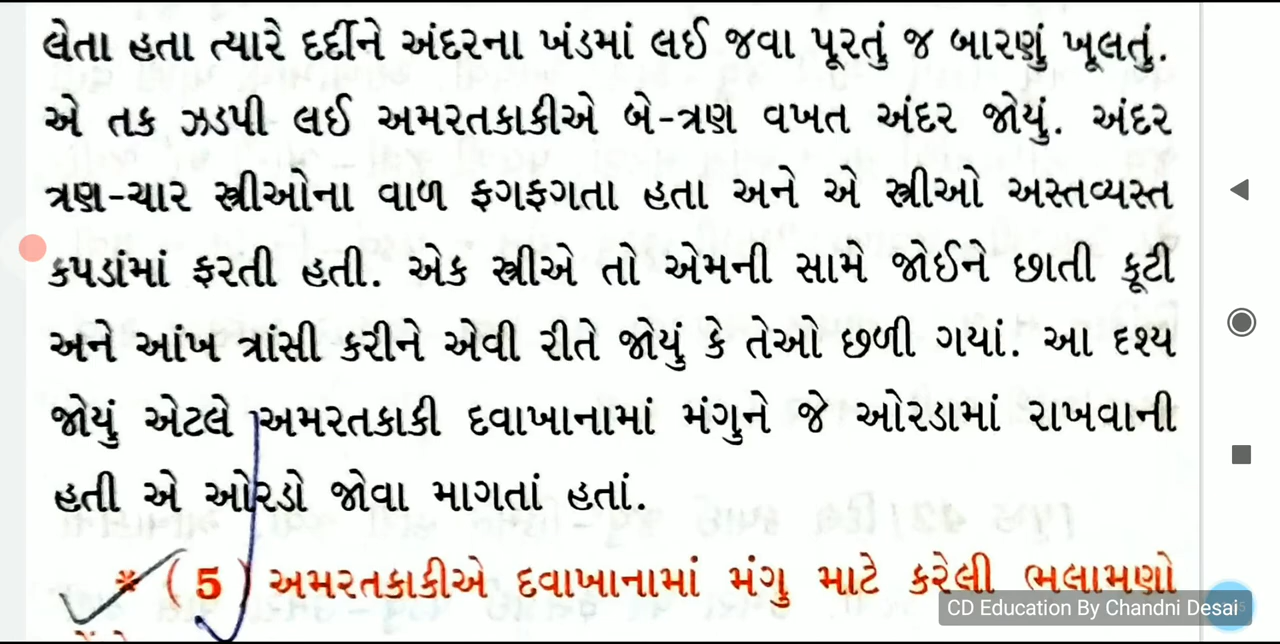 લેતા હતા ત્યારે દર્દીને અંદરના ખંડમાં લઈ જવા પૂરતું જ બારણું ખૂલતું.
એ તક ઝડપી લઈ અમરતકાકીએ બે-ત્રણ વખત અંદર જોયું. અંદર
ત્રણ-ચાર સ્ત્રીઓના વાળ ફગફગતા હતા અને એ સ્ત્રીઓ અસ્તવ્યસ્ત
કપડાંમાં ફરતી હતી. એક સ્ત્રીએ તો એમની સામે જોઈને છાતી કૂટી
અને આંખ ત્રાંસી કરીને એવી રીતે જોયું કે તેઓ છળી ગયાં. આ દશ્ય
જોયું એટલે અમરતકાકી દવાખાનામાં મંગુને જે ઓરડામાં રાખવાની
હતી એ ઓરડો જોવા માગતાં હતાં.
* (5) અમરતકાકીએ દવાખાનામાં મંગુ માટે કરેલી ભલામણો
CD Education By Chandni Desai